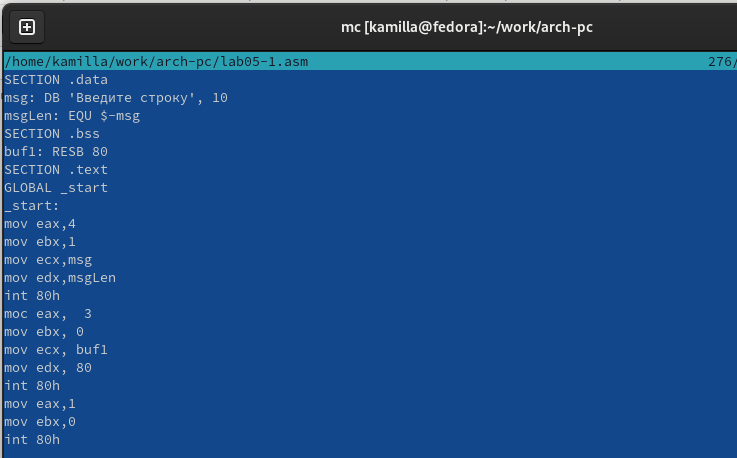 mc [kamilla@fedora]:~/work/arch-pc
/home/kamilla/work/arch-pc/lab05-1.asm 276/
SECTION .data
msg: DB 'Введите строку', 10
msgLen: EQU $-msg
SECTION .bss
buf1: RESB 80
SECTION .text
GLOBAL _start
_start:
mov eax,4
mov ebx,1
mov ecx,msg
mov edx,msgLen
int 80h
moc eax,  3
mov ebx, 0
mov ecx, buf1
mov edx, 80
int 80h
mov eax,1
mov ebx,0
int 80h